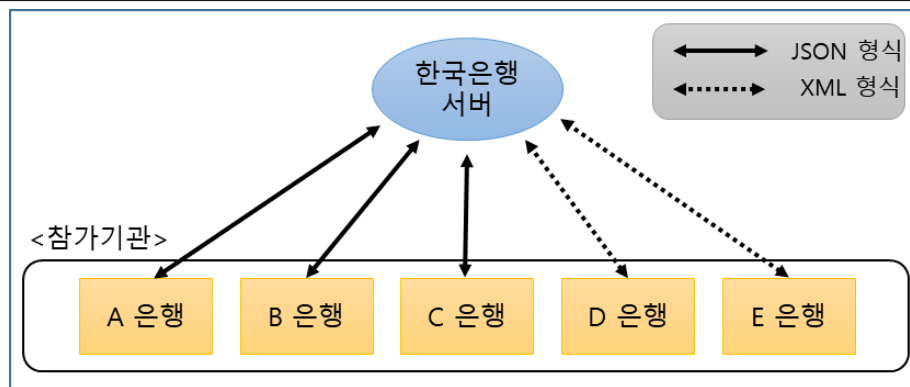 한국은행
서버
JSON 형식
XML 형식
<참가기관>
A 은행
B 은행
C 은행
D 은행
E 은행